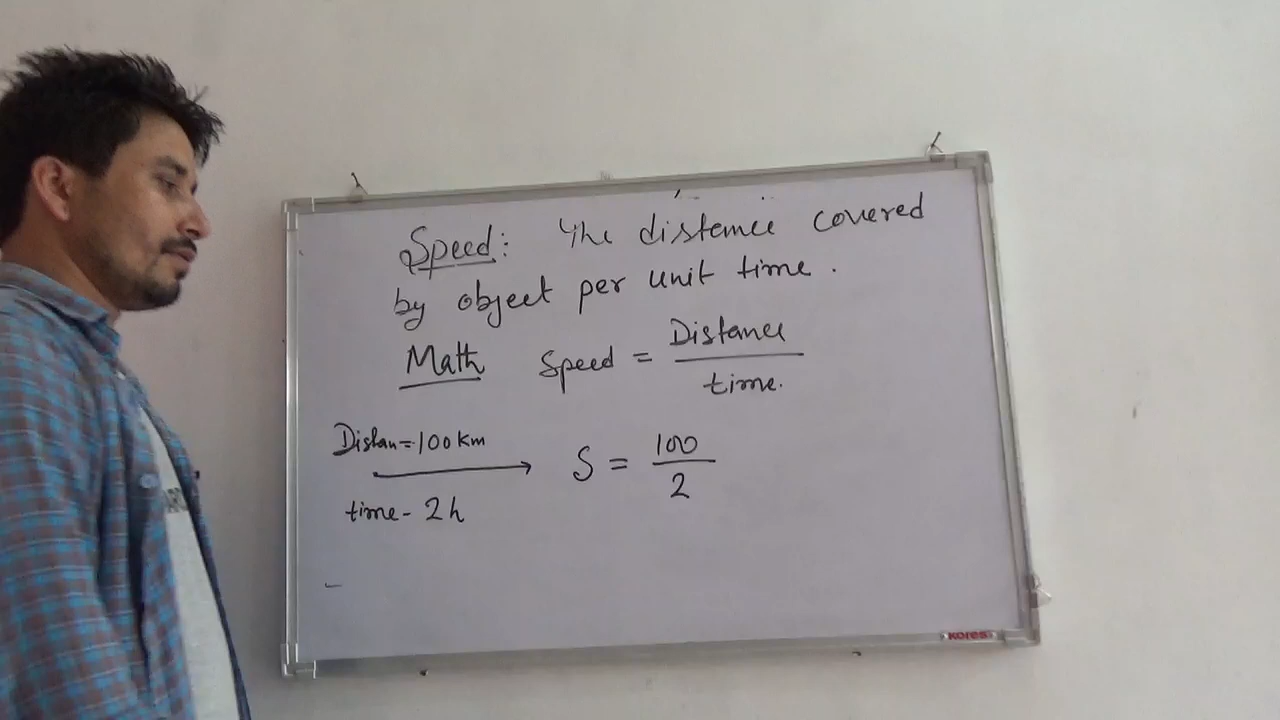 Speed: The distance covered
by object per unit time.
Math Speed = Distance
time.
Distan = 100 km
time - 2h
S = 100
2
KORES